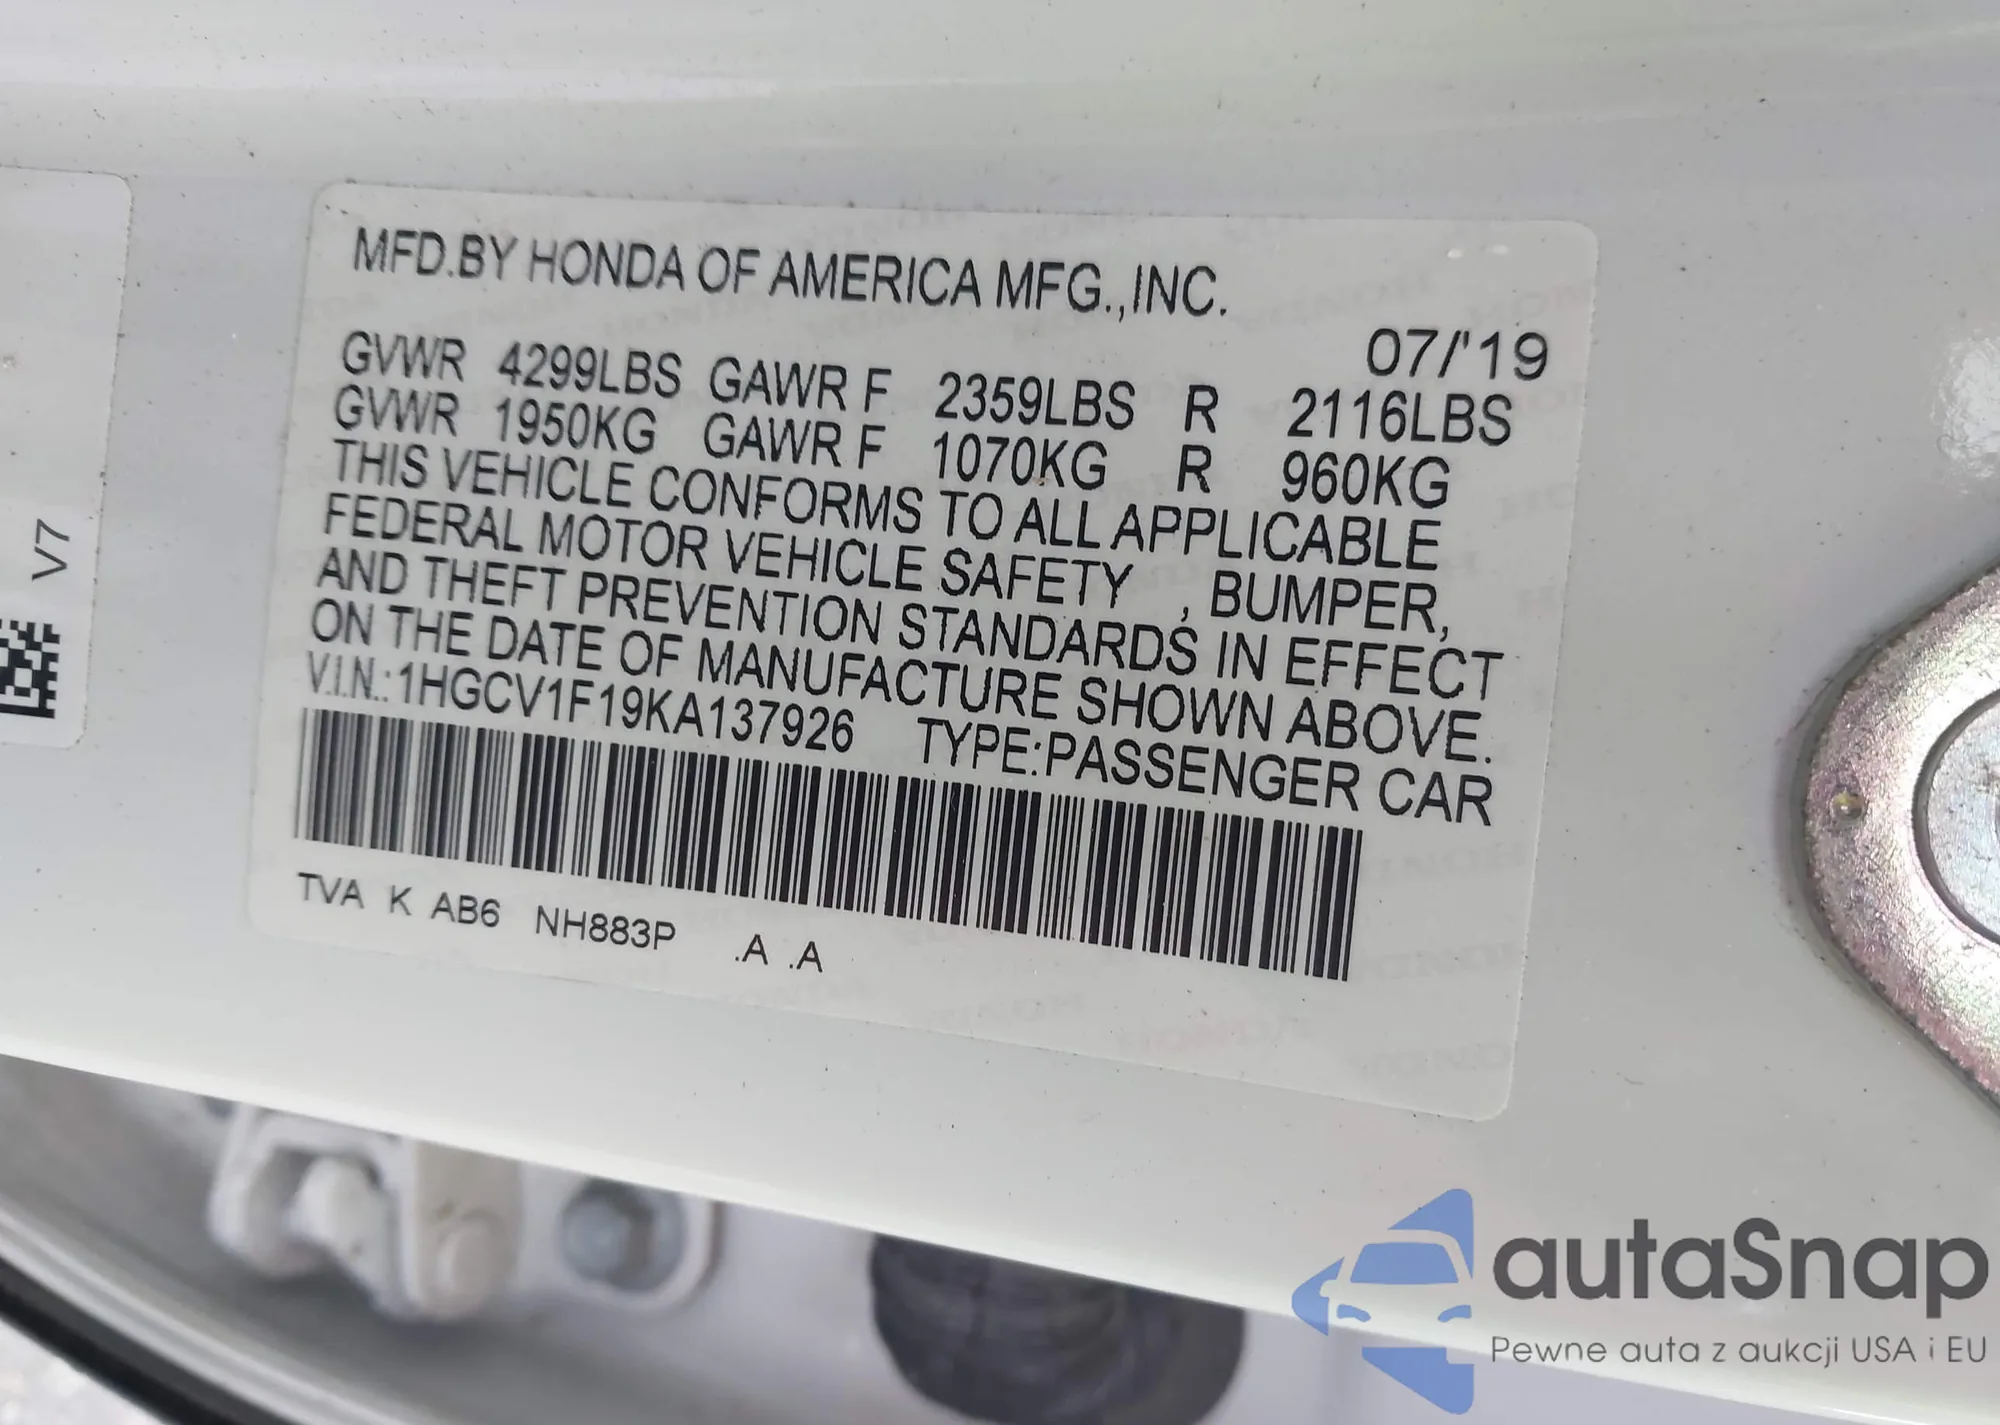 MFD.BY HONDA OF AMERICA MFG.,INC.
07/'19
GVWR 4299LBS GAWR F 2359LBS R 2116LBS
GVWR 1950KG GAWR F 1070KG R 960KG
THIS VEHICLE CONFORMS TO ALL APPLICABLE
FEDERAL MOTOR VEHICLE SAFETY , BUMPER,
AND THEFT PREVENTION STANDARDS IN EFFECT
ON THE DATE OF MANUFACTURE SHOWN ABOVE.
V.I.N.:1HGCV1F19KA137926 TYPE:PASSENGER CAR
TVA K AB6 NH883P .A .A
V7
autaSnap
Pewne auta z aukcji USA i EU